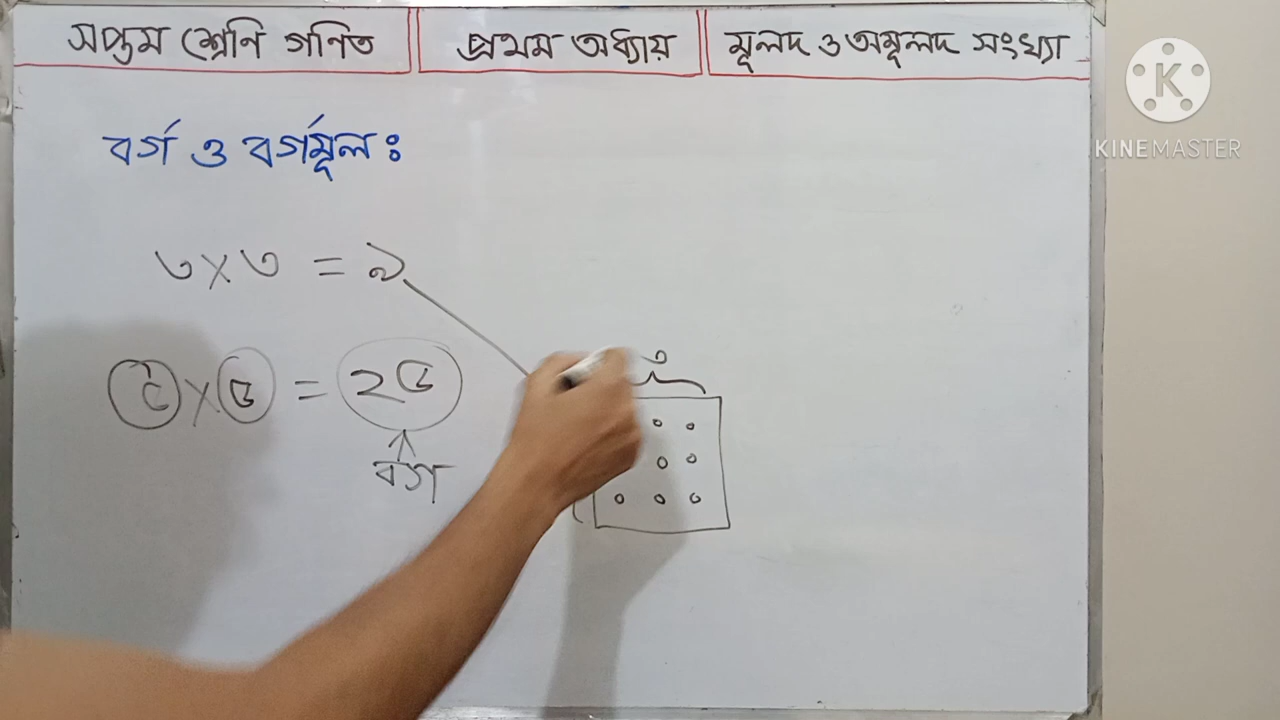 সপ্তম শ্রেণি গণিত প্রথম অধ্যায় মূলদ ও অমূলদ সংখ্যা
K
KINEMASTER
বর্গ ও বর্গমূল ঃ
৩ × ৩ = ৯
৩
৫ × ৫ = ২৫
বর্গ